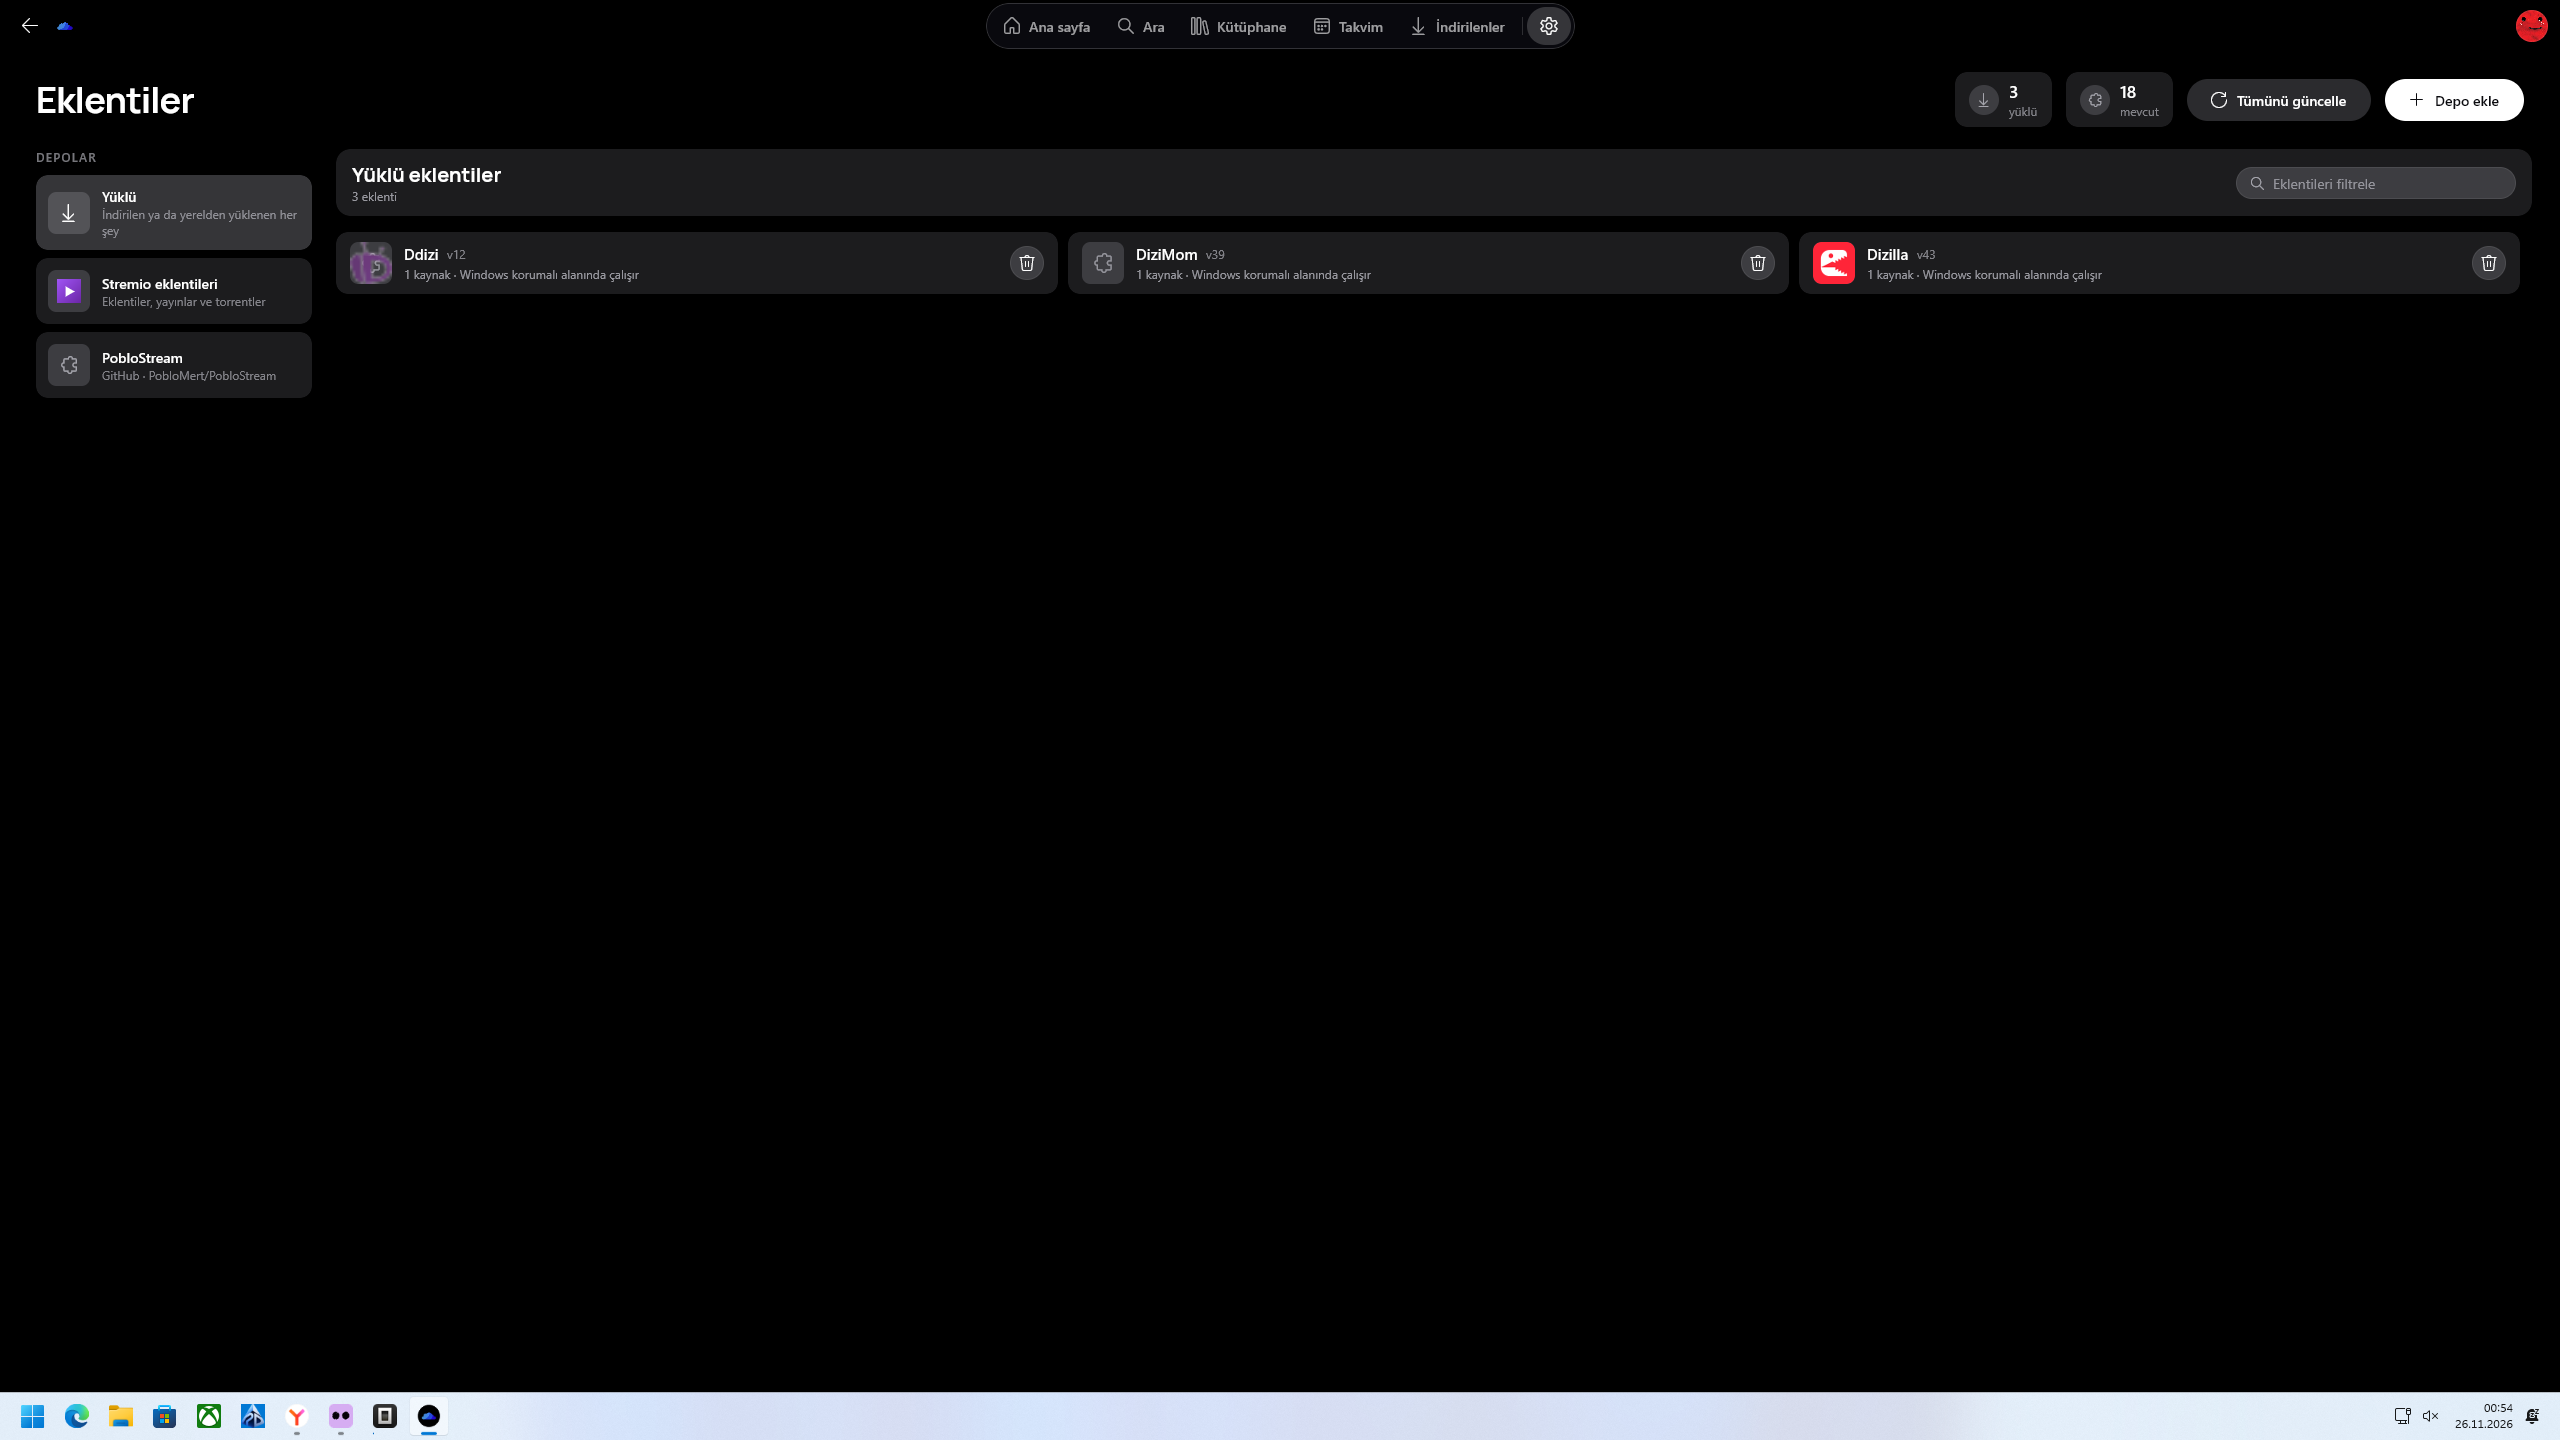 Ana sayfa
Ara
Kütüphane
Takvim
İndirilenler
Eklentiler
3
yüklü
18
mevcut
Tümünü güncelle
Depo ekle
DEPOLAR
Yüklü
İndirilen ya da yerelden yüklenen her
şey
Stremio eklentileri
Eklentiler, yayınlar ve torrentler
PobloStream
GitHub · PobloMert/PobloStream
Yüklü eklentiler
3 eklenti
Eklentileri filtrele
Ddizi v12
1 kaynak · Windows korumalı alanında çalışır
DiziMom v39
1 kaynak · Windows korumalı alanında çalışır
Dizilla v43
1 kaynak · Windows korumalı alanında çalışır
00:54
26.11.2026